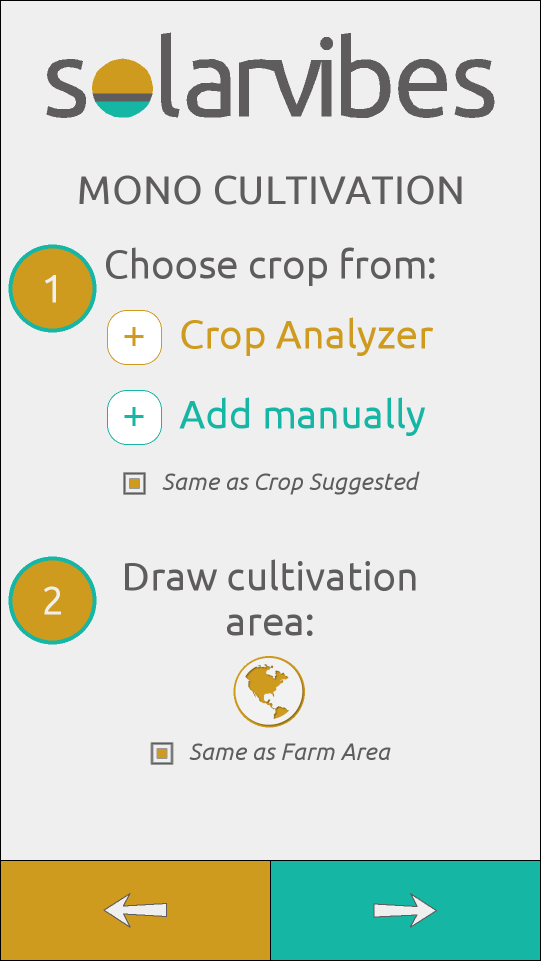 solarvibes
MONO CULTIVATION
1
Choose crop from:
+ Crop Analyzer
+ Add manually
Same as Crop Suggested
2
Draw cultivation
area:
Same as Farm Area